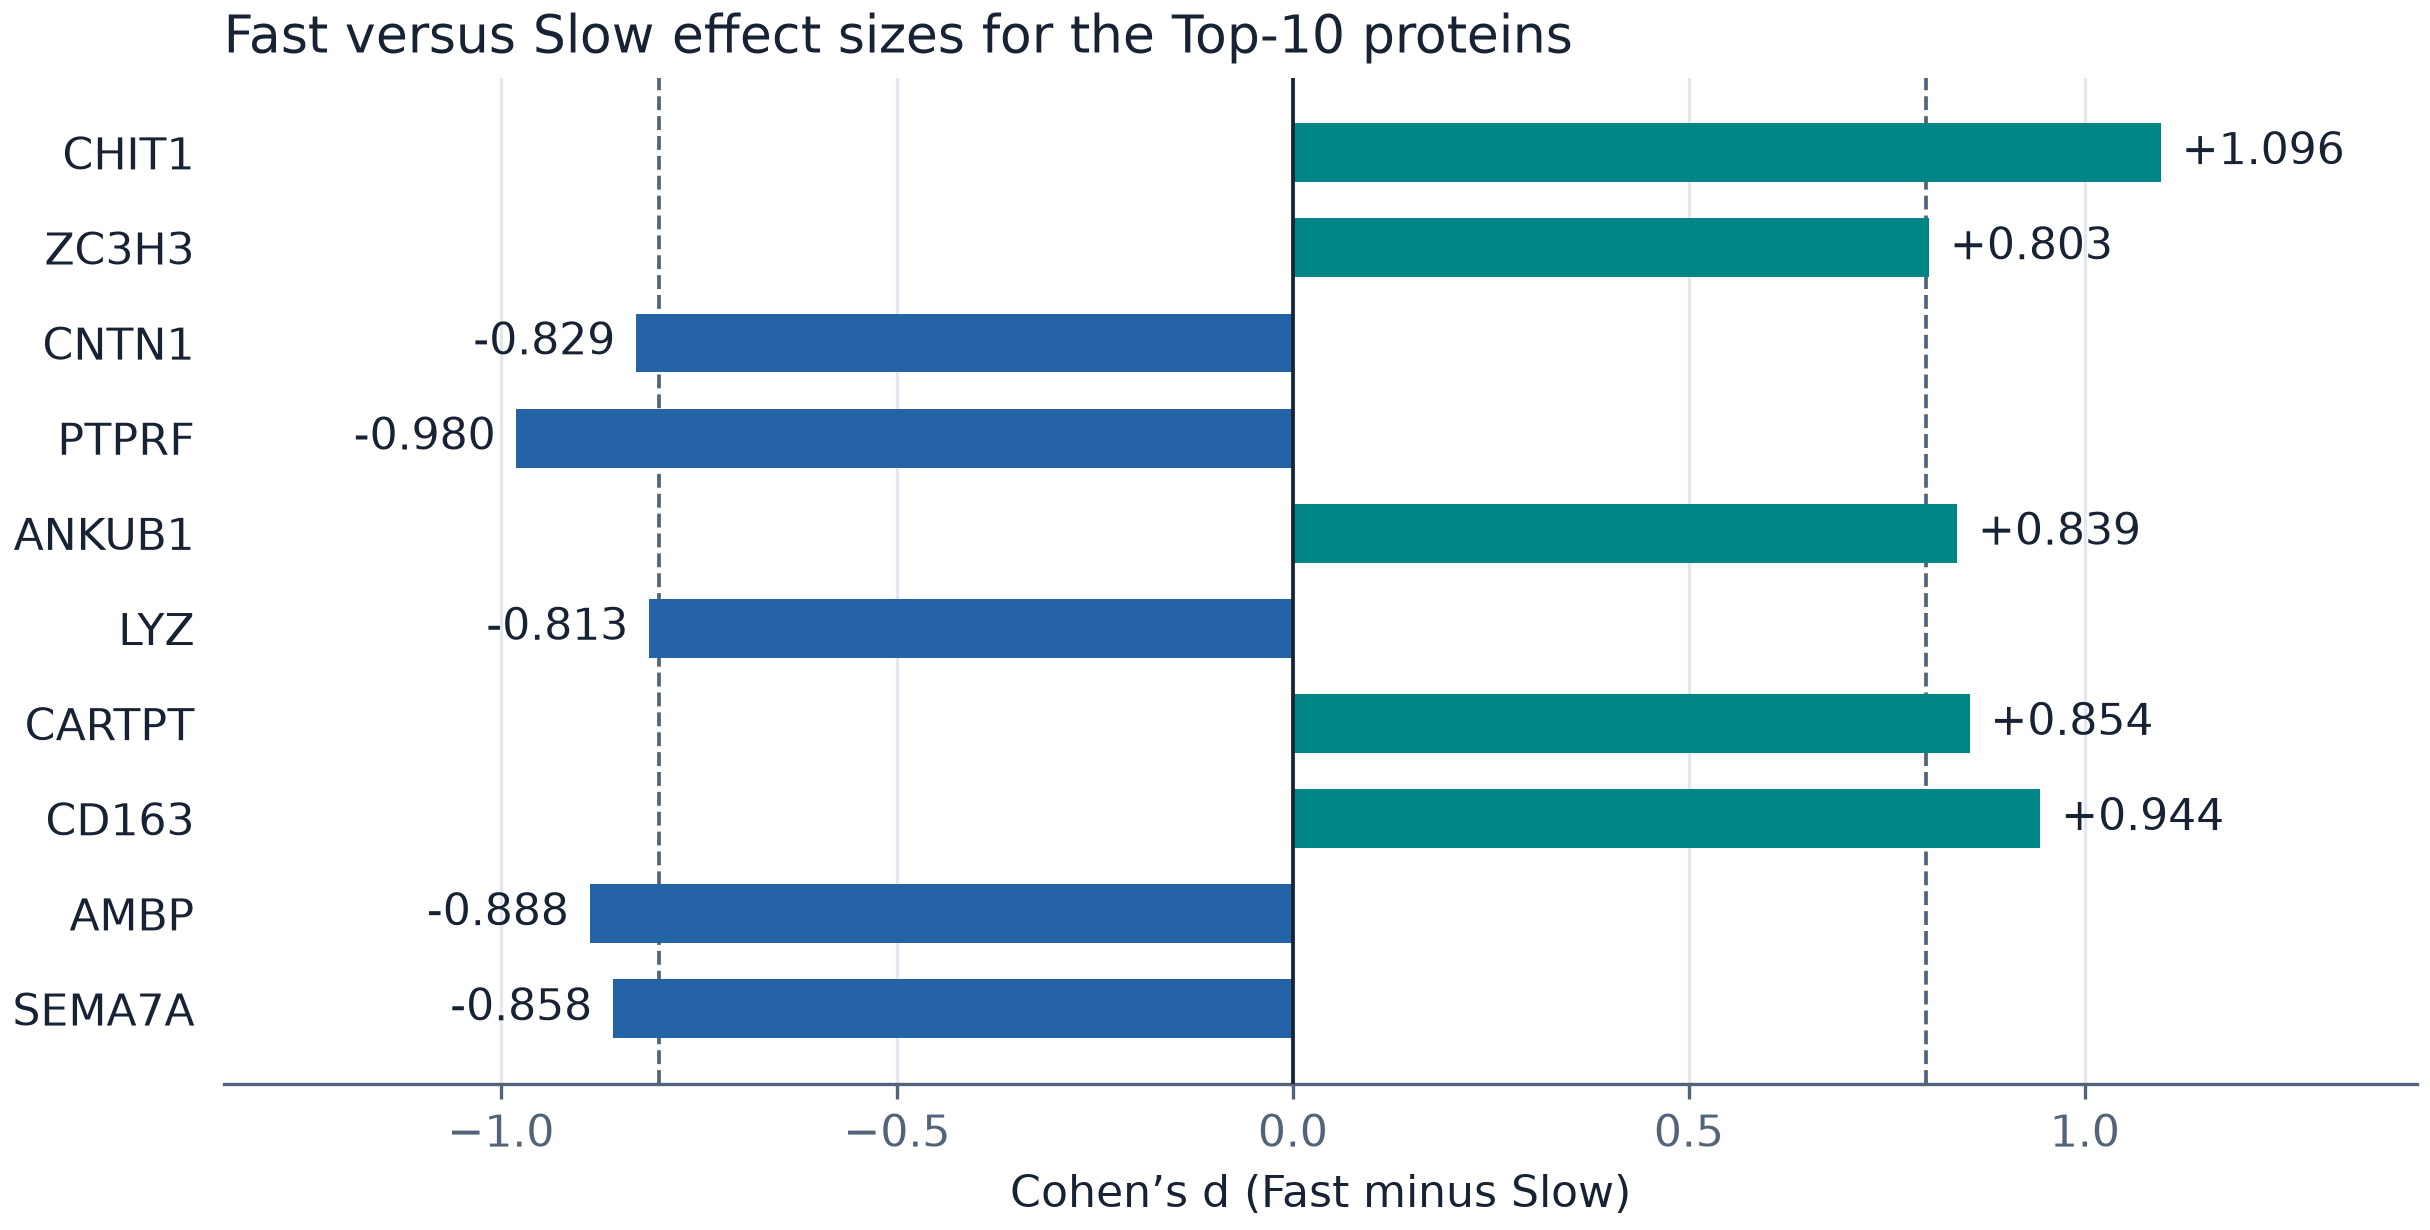 Fast versus Slow effect sizes for the Top-10 proteins
CHIT1 +1.096
ZC3H3 +0.803
CNTN1 -0.829
PTPRF -0.980
ANKUB1 +0.839
LYZ -0.813
CARTPT +0.854
CD163 +0.944
AMBP -0.888
SEMA7A -0.858
−1.0 −0.5 0.0 0.5 1.0
Cohen’s d (Fast minus Slow)